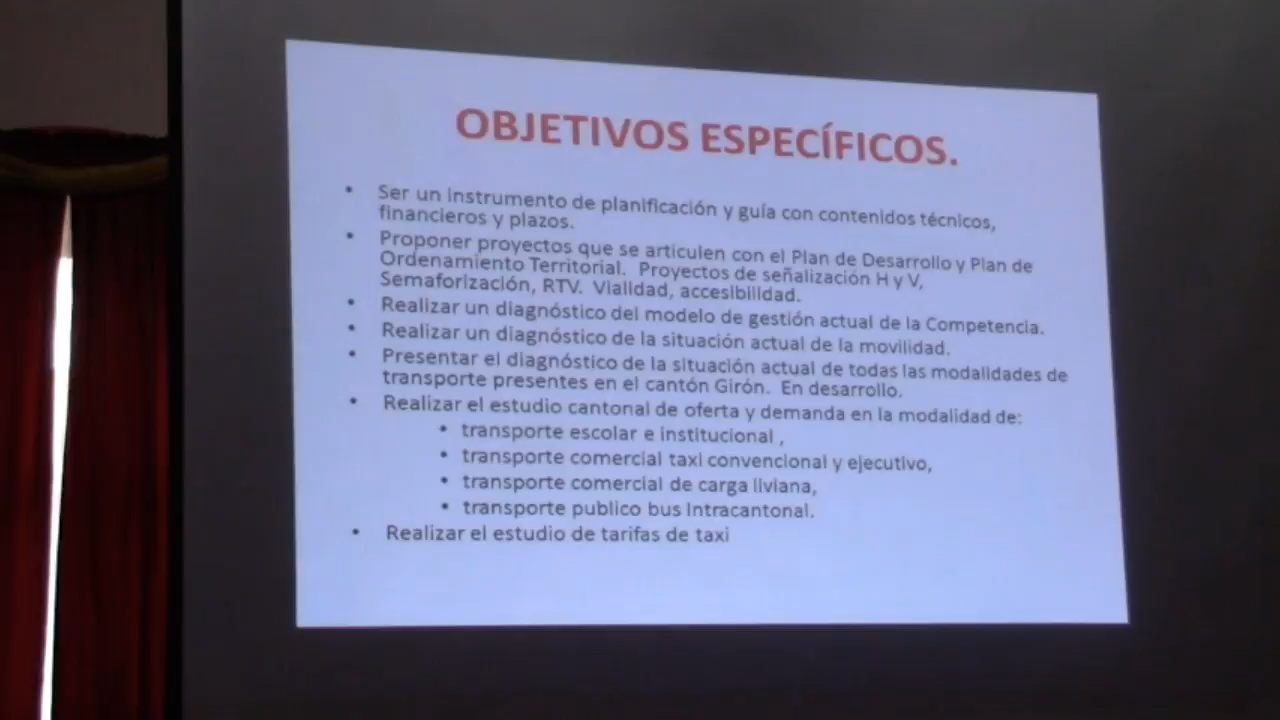 OBJETIVOS ESPECÍFICOS.
• Ser un instrumento de planificación y guía con contenidos técnicos,
financieros y plazos.
• Proponer proyectos que se articulen con el Plan de Desarrollo y Plan de
Ordenamiento Territorial. Proyectos de señalización H y V,
Semaforización, RTV. Vialidad, accesibilidad.
• Realizar un diagnóstico del modelo de gestión actual de la Competencia.
• Realizar un diagnóstico de la situación actual de la movilidad.
• Presentar el diagnóstico de la situación actual de todas las modalidades de
transporte presentes en el cantón Girón. En desarrollo.
• Realizar el estudio cantonal de oferta y demanda en la modalidad de:
• transporte escolar e institucional ,
• transporte comercial taxi convencional y ejecutivo,
• transporte comercial de carga liviana,
• transporte publico bus Intracantonal.
• Realizar el estudio de tarifas de taxi